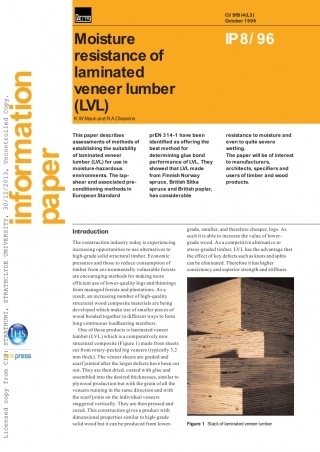 Licensed copy from CIS: STRATHUNI, STRATHCLYDE UNIVERSITY, 20/12/2013, Uncontrolled Copy.
information
paper
IHS
press
bre
CI/SfB i4(L3)
October 1996
Moisture
resistance of
laminated
veneer lumber
(LVL)
K W Maun and R A Cheavins
IP 8/96
This paper describes
assessments of methods of
establishing the suitability
of laminated veneer
lumber (LVL) for use in
moisture-hazardous
environments. The lap-
shear and associated pre-
conditioning methods in
European Standard
prEN 314-1 have been
identified as offering the
best method for
determining glue bond
performance of LVL. They
showed that LVL made
from Finnish Norway
spruce, British Sitka
spruce and British poplar,
has considerable
resistance to moisture and
even to quite severe
wetting.
The paper will be of interest
to manufacturers,
architects, specifiers and
users of timber and wood
products.
Introduction
The construction industry today is experiencing
increasing opportunities to use alternatives to
high-grade solid structural timber. Economic
pressures and those to reduce consumption of
timber from environmentally vulnerable forests
are encouraging methods for making more
efficient use of lower-quality logs and thinnings
from managed forests and plantations. As a
result, an increasing number of high-quality
structural wood composite materials are being
developed which make use of smaller pieces of
wood bonded together in different ways to form
long continuous loadbearing members.
One of these products is laminated veneer
lumber (LVL) which is a comparatively new
structural composite (Figure 1) made from sheets
cut from rotary-peeled log veneers (typically 3.2
mm thick). The veneer sheets are graded and
scarf jointed after the larger defects have been cut
out. They are then dried, coated with glue and
assembled into the desired thicknesses, similar to
plywood production but with the grain of all the
veneers running in the same direction and with
the scarf joints on the individual veneers
staggered vertically. They are then pressed and
cured. This construction gives a product with
dimensional properties similar to high-grade
solid wood but it can be produced from lower-
grade, smaller, and therefore cheaper, logs. As
such it is able to increase the value of lower-
grade wood. As a competitive alternative to
stress-graded timber, LVL has the advantage that
the effect of key defects such as knots and splits
can be eliminated. Therefore it has higher
consistency and superior strength and stiffness.
Figure 1 Stack of laminated veneer lumber